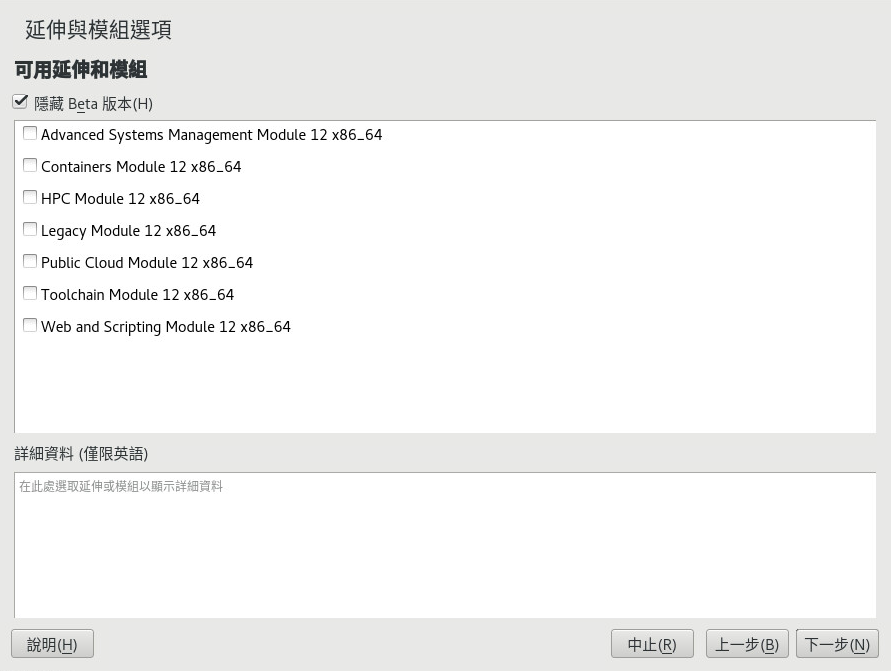 延伸與模組選項
可用延伸和模組
隱藏 Beta 版本(H)
Advanced Systems Management Module 12 x86_64
Containers Module 12 x86_64
HPC Module 12 x86_64
Legacy Module 12 x86_64
Public Cloud Module 12 x86_64
Toolchain Module 12 x86_64
Web and Scripting Module 12 x86_64
詳細資料 (僅限英語)
在此處選取延伸或模組以顯示詳細資料
說明(H) 中止(R) 上一步(B) 下一步(N)